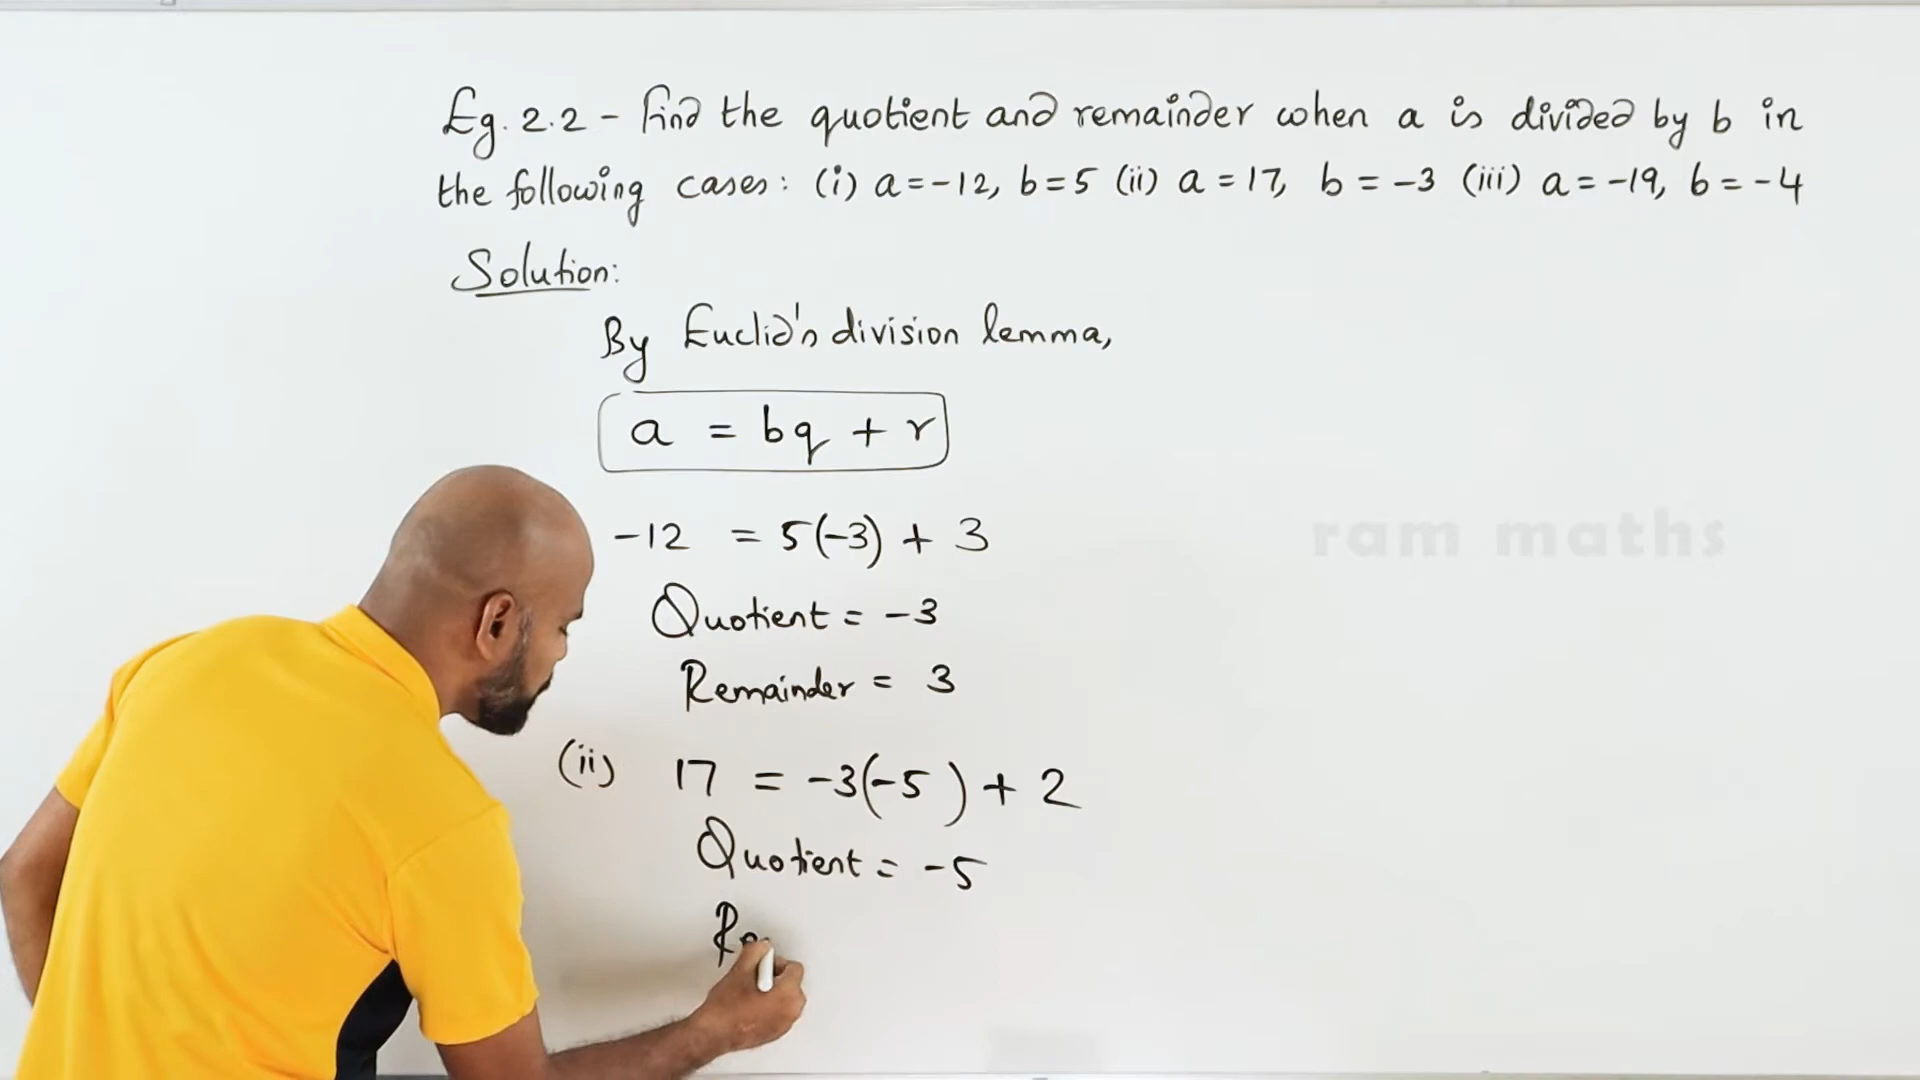 Eg. 2.2 - Find the quotient and remainder when a is divided by b in
the following cases: (i) a = -12, b = 5 (ii) a = 17, b = -3 (iii) a = -19, b = -4
Solution:
By Euclid's division lemma,
a = bq + r
-12 = 5(-3) + 3
Quotient = -3
Remainder = 3
(ii) 17 = -3(-5) + 2
Quotient = -5
Re
ram maths